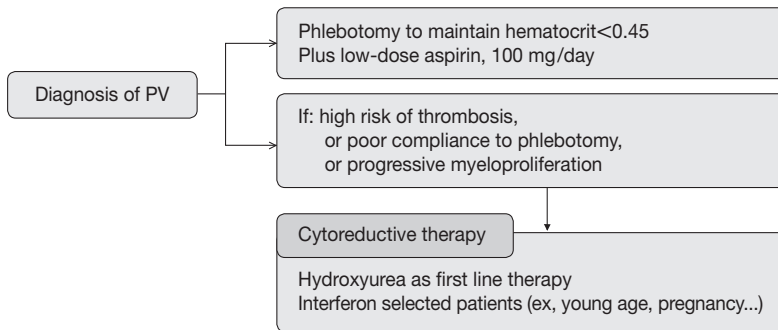 Diagnosis of PV
Phlebotomy to maintain hematocrit<0.45
Plus low-dose aspirin, 100 mg/day
If: high risk of thrombosis,
or poor compliance to phlebotomy,
or progressive myeloproliferation
Cytoreductive therapy
Hydroxyurea as first line therapy
Interferon selected patients (ex, young age, pregnancy...)